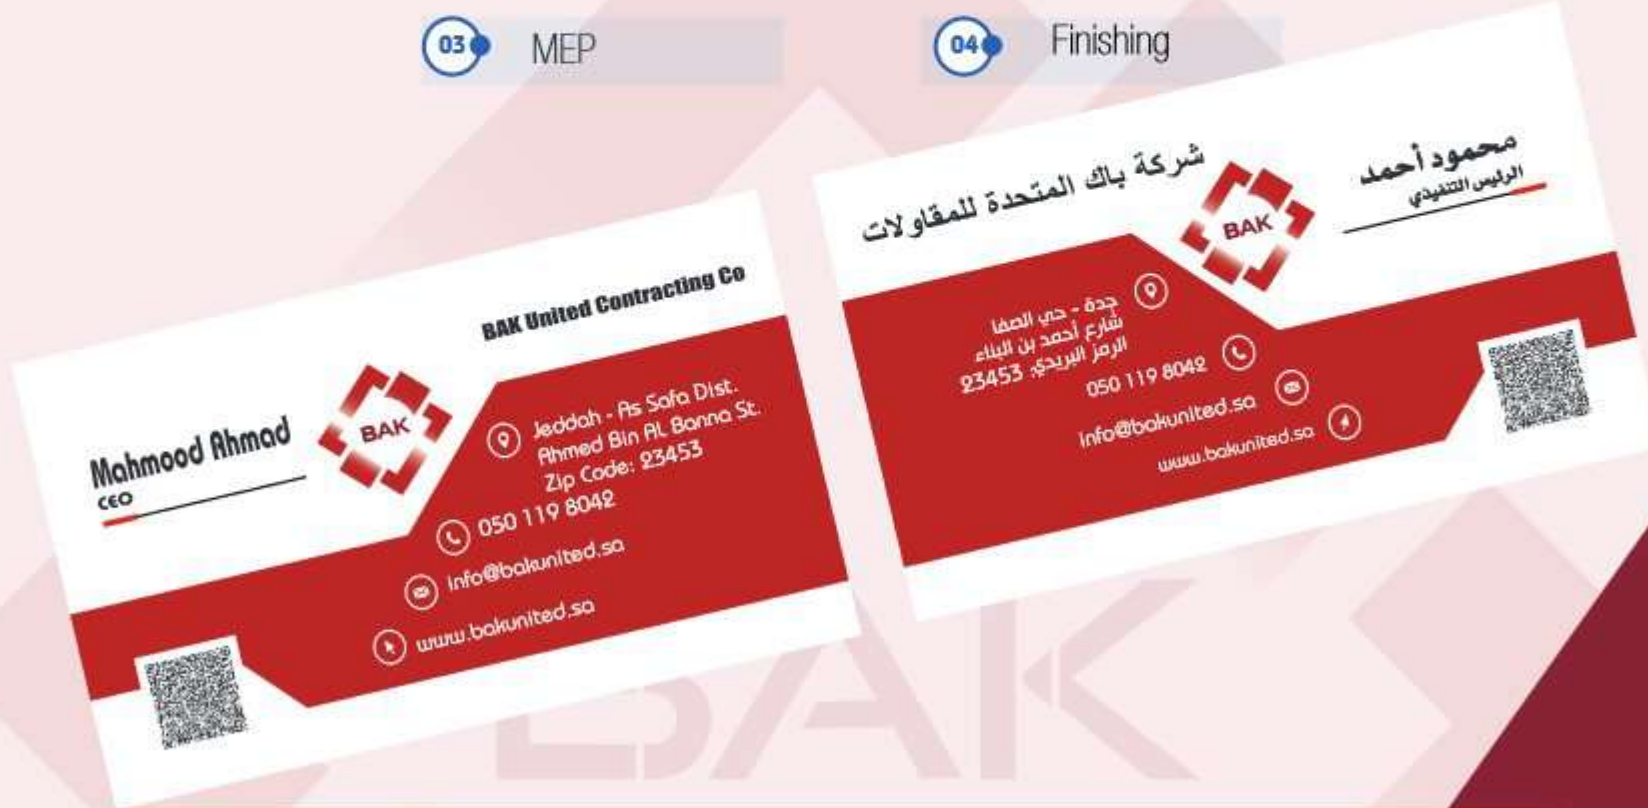 03 MEP
04 Finishing
BAK United Contracting Co
Mahmood Ahmad
CEO
BAK
Jeddah - As Safa Dist.
Ahmed Bin AL Banna St.
Zip Code: 23453
050 119 8042
info@bakunited.sa
www.bakunited.sa
شركة باك المتحدة للمقاولات
محمود أحمد
الرئيس التنفيذي
BAK
جدة - حي الصفا
شارع أحمد بن البناء
الرمز البريدي: 23453
050 119 8042
info@bakunited.sa
www.bakunited.sa
BAK